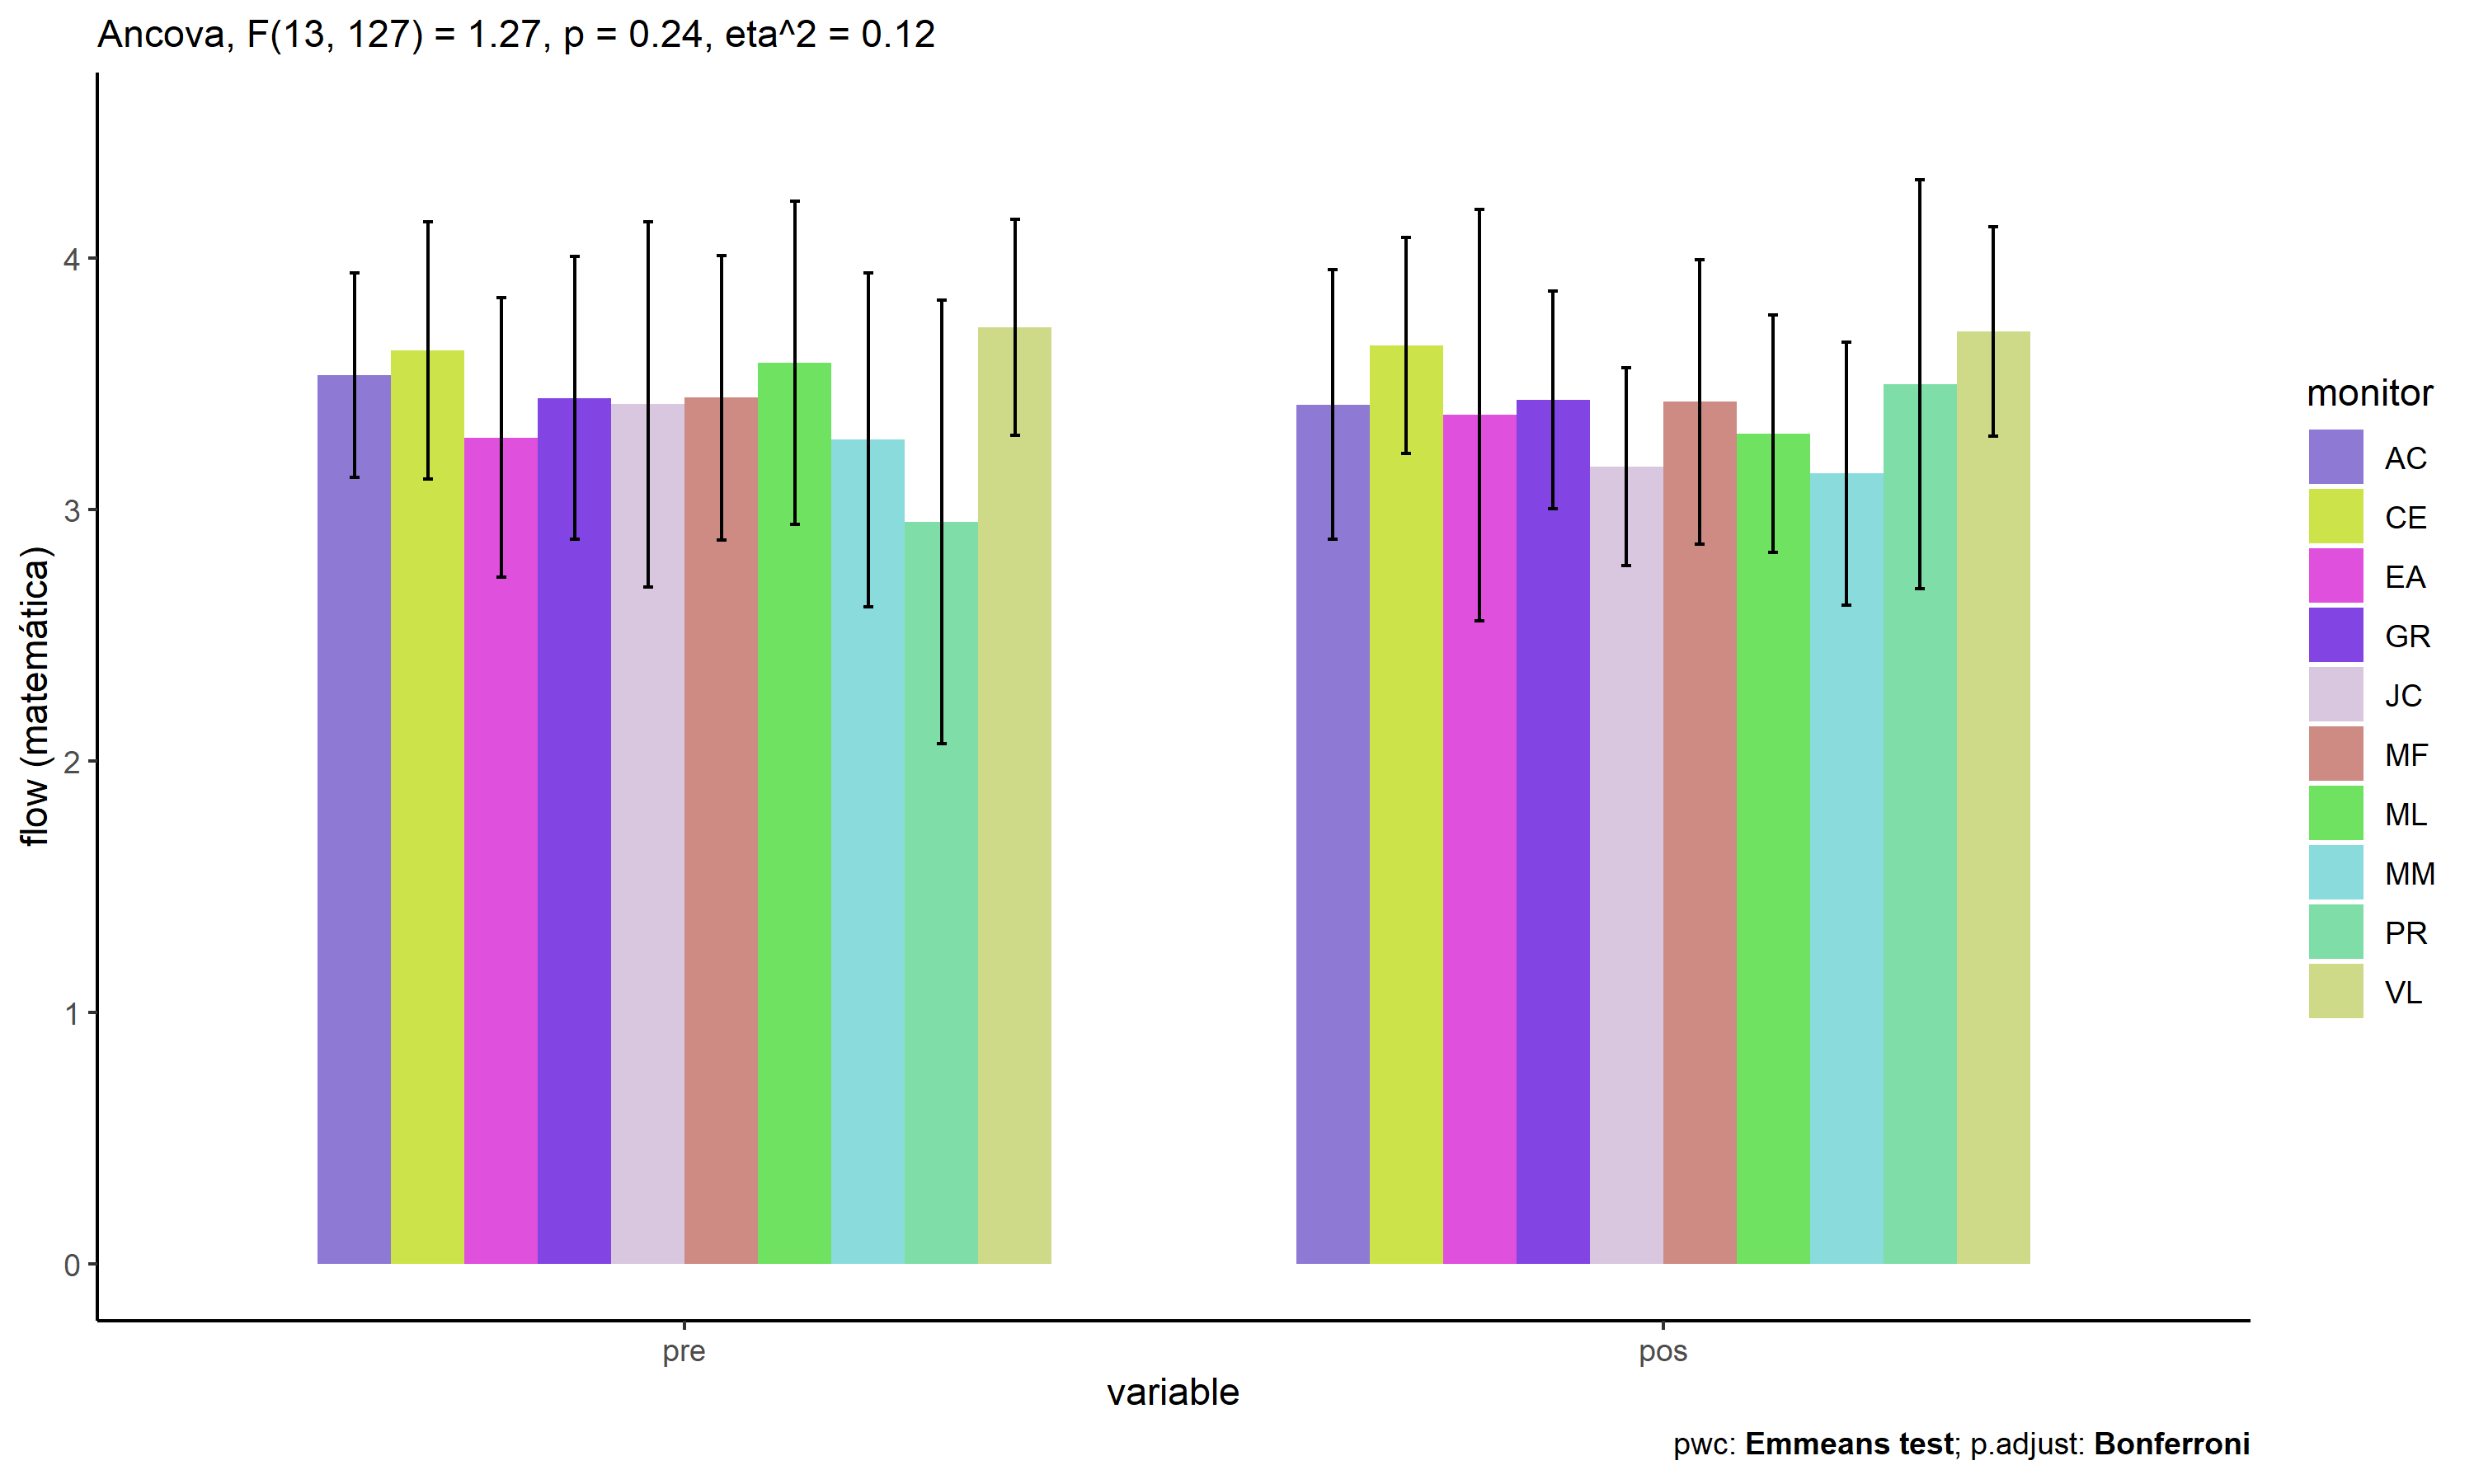 Ancova, F(13, 127) = 1.27, p = 0.24, eta^2 = 0.12
flow (matemática)
4
3
2
1
0
pre
pos
variable
monitor
AC
CE
EA
GR
JC
MF
ML
MM
PR
VL
pwc: Emmeans test; p.adjust: Bonferroni